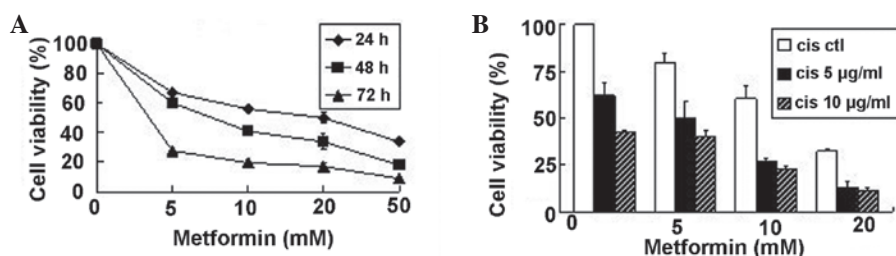 A
Cell viability (%)
100
80
60
40
20
0
24 h
48 h
72 h
0 5 10 20 50
Metformin (mM)
B
Cell viability (%)
100
75
50
25
0
cis ctl
cis 5 µg/ml
cis 10 µg/ml
0 5 10 20
Metformin (mM)